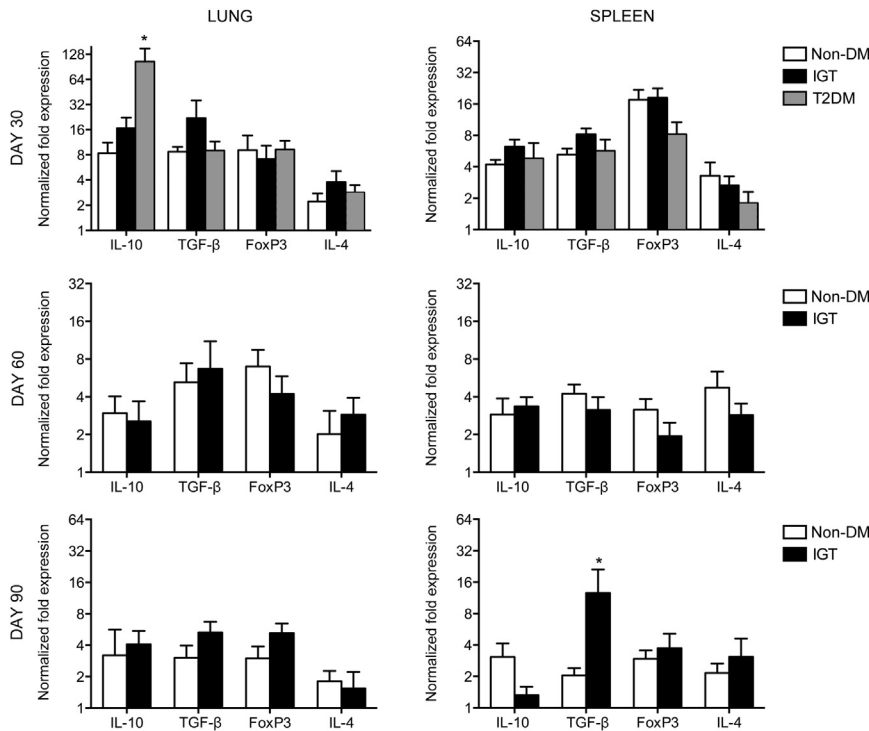 LUNG
SPLEEN
DAY 30
Normalized fold expression
128
64
32
16
8
4
2
1
*
IL-10 TGF-β FoxP3 IL-4
Normalized fold expression
64
32
16
8
4
2
1
IL-10 TGF-β FoxP3 IL-4
Non-DM
IGT
T2DM
DAY 60
Normalized fold expression
32
16
8
4
2
1
IL-10 TGF-β FoxP3 IL-4
Normalized fold expression
32
16
8
4
2
1
IL-10 TGF-β FoxP3 IL-4
Non-DM
IGT
DAY 90
Normalized fold expression
64
32
16
8
4
2
1
IL-10 TGF-β FoxP3 IL-4
Normalized fold expression
64
32
16
8
4
2
1
*
IL-10 TGF-β FoxP3 IL-4
Non-DM
IGT